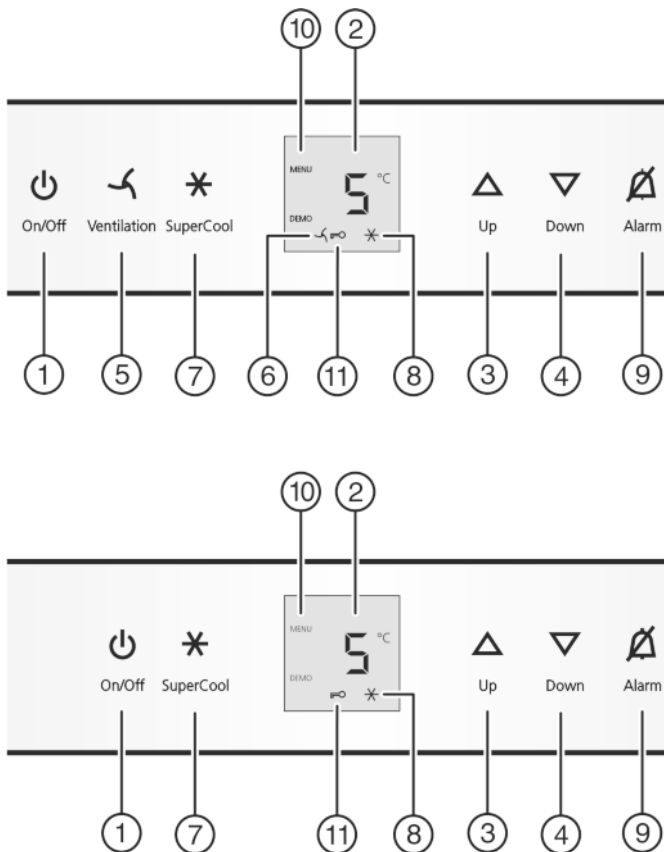 10 2
MENU
5 °C
DEMO
On/Off Ventilation SuperCool Up Down Alarm
1 5 7 6 11 8 3 4 9
10 2
MENU
5 °C
DEMO
On/Off SuperCool Up Down Alarm
1 7 11 8 3 4 9